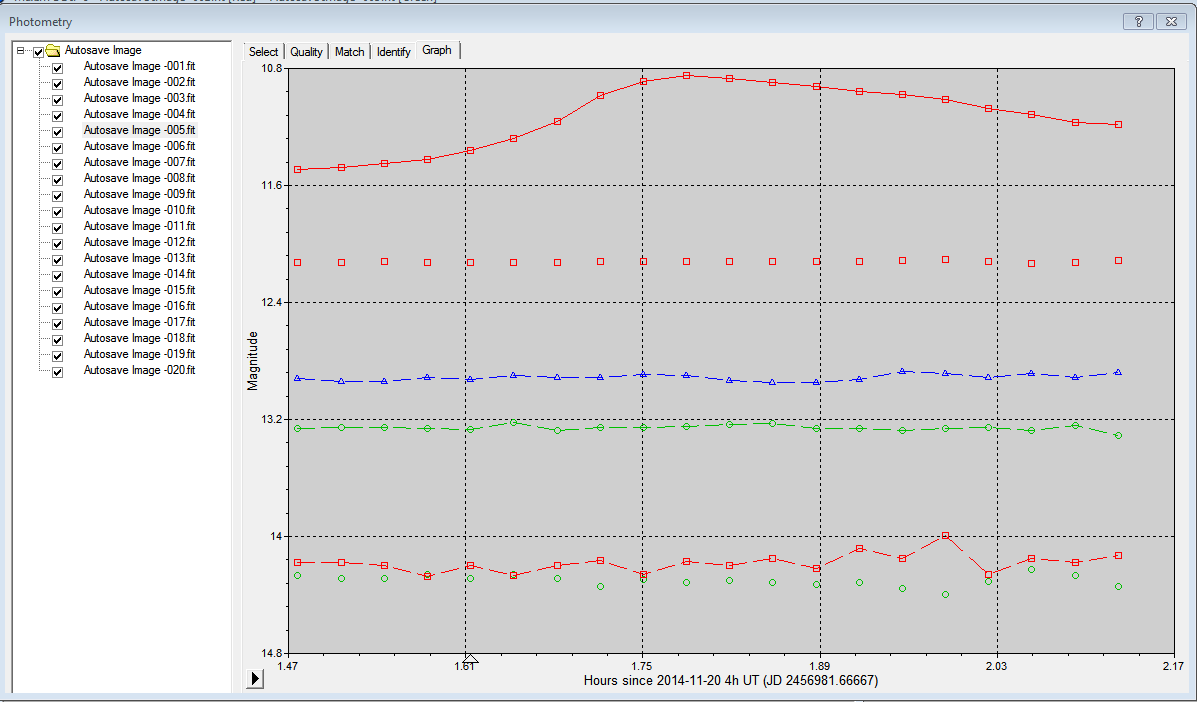 Photometry
Autosave Image
Autosave Image -001.fit
Autosave Image -002.fit
Autosave Image -003.fit
Autosave Image -004.fit
Autosave Image -005.fit
Autosave Image -006.fit
Autosave Image -007.fit
Autosave Image -008.fit
Autosave Image -009.fit
Autosave Image -010.fit
Autosave Image -011.fit
Autosave Image -012.fit
Autosave Image -013.fit
Autosave Image -014.fit
Autosave Image -015.fit
Autosave Image -016.fit
Autosave Image -017.fit
Autosave Image -018.fit
Autosave Image -019.fit
Autosave Image -020.fit
Select Quality Match Identify Graph
10.8
11.6
12.4
13.2
14
14.8
Magnitude
1.47 1.61 1.75 1.89 2.03 2.17
Hours since 2014-11-20 4h UT (JD 2456981.66667)